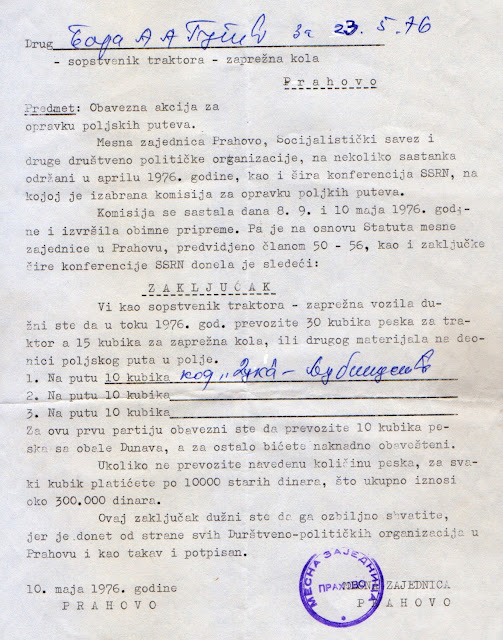 Drug Бора А А за 23. 5. 76
- sopstvenik traktora - zaprežna kola
Prahovo
Predmet: Obavezna akcija za
opravku poljskih puteva.
Mesna zajednica Prahovo, Socijalistički savez i
druge društveno političke organizacije, na nekoliko sastanka
održani u aprilu 1976. godine, kao i šira konferencija SSRN, na
kojoj je izabrana komisija za opravku poljkih puteva.
Komisija se sastala dana 8. 9. i 10 maja 1976. godi-
ne i izvršila obimne pripreme. Pa je na osnovu Statuta mesne
zajednice u Prahovu, predvidjeno članom 50 - 56, kao i zaključke
šire konferencije SSRN donela je sledeći:
ZAKLJUČAK
Vi kao sopstvenik traktora - zaprežna vozila du-
žni ste da u toku 1976. god. prevozite 30 kubika peska za tra-
ktor a 15 kubika za zaprežna kola, ili drugog materijala na deo-
nici poljskog puta u polje.
1. Na putu 10 kubika код „Зука" -
2. Na putu 10 kubika
3. Na putu 10 kubika
Za ovu prvu partiju obavezni ste da prevozite 10 kubika pe-
ska sa obale Dunava, a za ostalo bićete naknadno obavešteni.
Ukoliko ne prevozite navedenu količinu peska, za sva-
ki kubik platićete po 10000 starih dinara, što ukupno iznosi
oko 300.000 dinara.
Ovaj zaključak dužni ste da ga ozbiljno shvatite,
jer je donet od strane svih Durštveno-političkih organizacija u
Prahovu i kao takav i potpisan.
10. maja 1976. godine MESNA ZAJEDNICA
PRAHOVO PRAHOVO
МЕСНА ЗАЈЕДНИЦА
ПРАХОВО